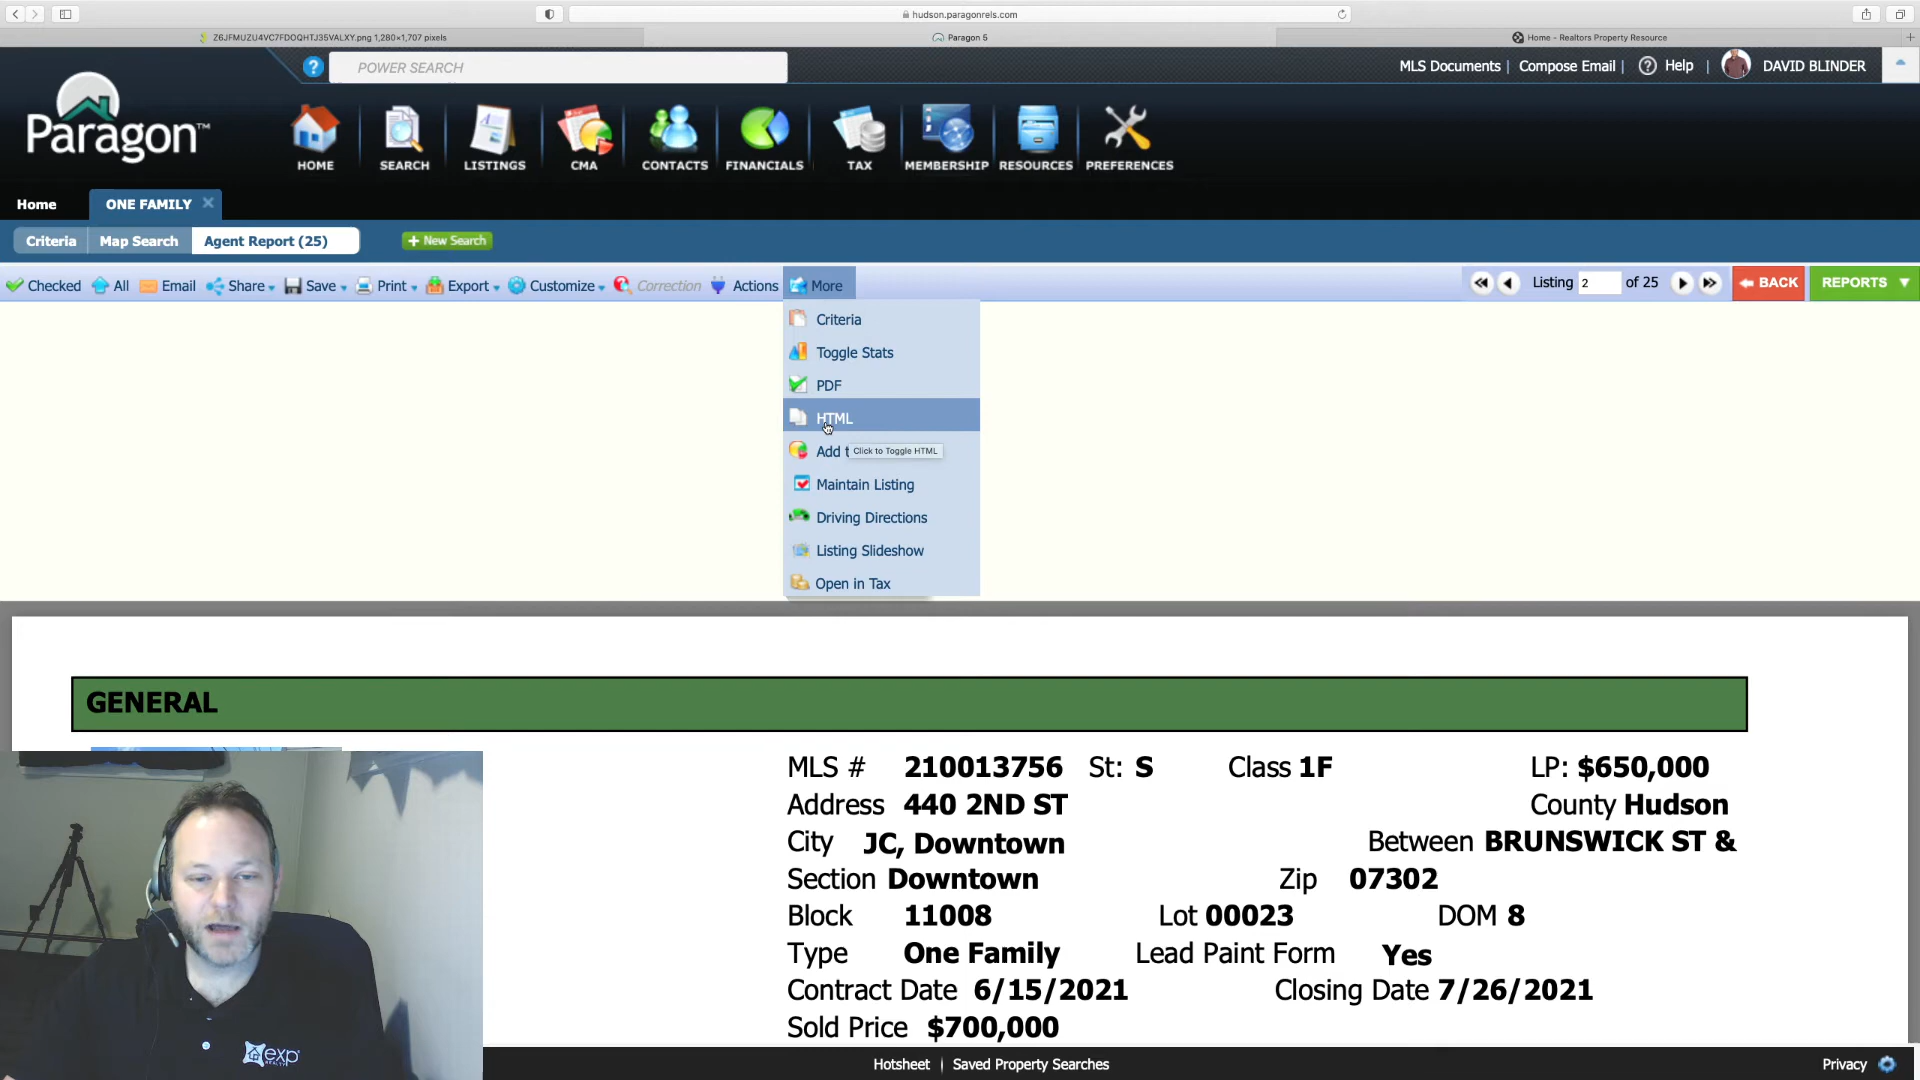 hudson.paragonrels.com
Z6JFMUZU4VC7FDOQHTJ35VALXY.png 1,280×1,707 pixels
Paragon 5
Home - Realtors Property Resource
? POWER SEARCH
MLS Documents | Compose Email | ? Help | DAVID BLINDER
Paragon™
HOME SEARCH LISTINGS CMA CONTACTS FINANCIALS TAX MEMBERSHIP RESOURCES PREFERENCES
Home ONE FAMILY
Criteria Map Search Agent Report (25) + New Search
Checked All Email Share Save Print Export Customize Correction Actions More Listing 2 of 25 BACK REPORTS
Criteria
Toggle Stats
PDF
HTML
Add t
Click to Toggle HTML
Maintain Listing
Driving Directions
Listing Slideshow
Open in Tax
GENERAL
MLS # 210013756 St: S Class 1F LP: $650,000
Address 440 2ND ST County Hudson
City JC, Downtown Between BRUNSWICK ST &
Section Downtown Zip 07302
Block 11008 Lot 00023 DOM 8
Type One Family Lead Paint Form Yes
Contract Date 6/15/2021 Closing Date 7/26/2021
Sold Price $700,000
exp
REALTY
Hotsheet | Saved Property Searches
Privacy